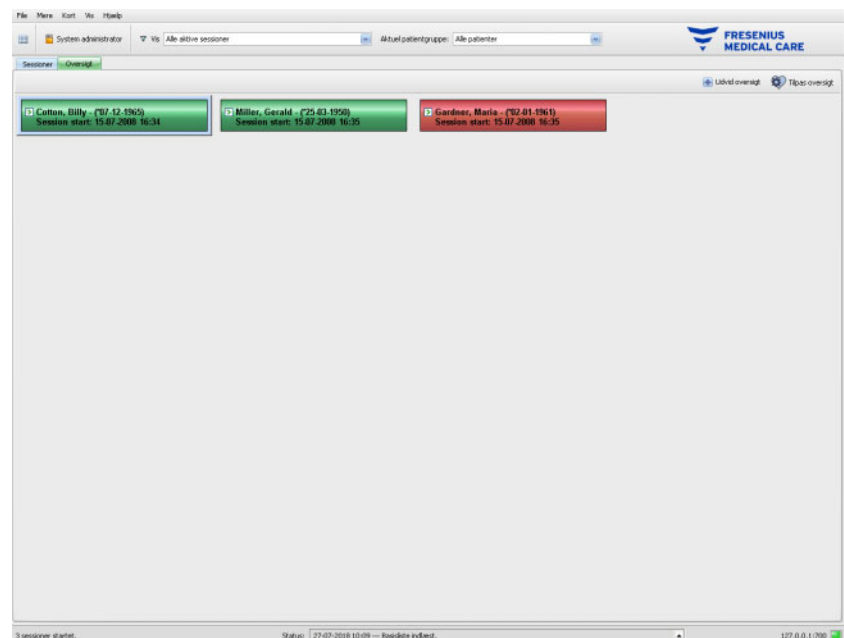 File Mere Kort Vis Hjælp
System administrator Vis Alle aktive sessioner Aktuel patientgruppe: Alle patienter
FRESENIUS
MEDICAL CARE
Sessioner Oversigt
Udvid oversigt Tilpas oversigt
Cotton, Billy - (*07-12-1965)
Session start: 15-07-2008 16:34
Miller, Gerald - (*25-03-1950)
Session start: 15-07-2008 16:35
Gardner, Maria - (*02-01-1961)
Session start: 15-07-2008 16:35
3 sessioner startet. Status: 27-07-2018 10:09 — Basisliste indlæst. 127.0.0.1:700